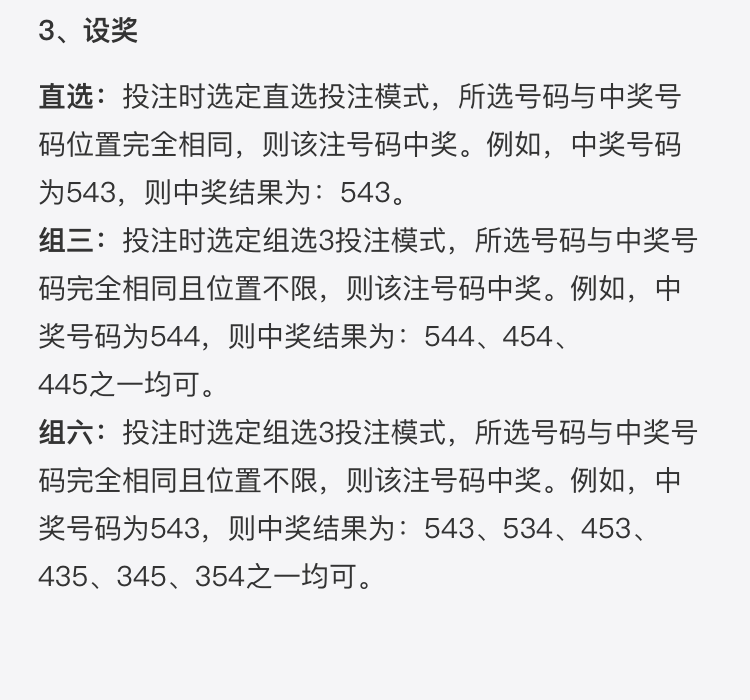 3、设奖
直选：投注时选定直选投注模式，所选号码与中奖号
码位置完全相同，则该注号码中奖。例如，中奖号码
为543，则中奖结果为：543。
组三：投注时选定组选3投注模式，所选号码与中奖号
码完全相同且位置不限，则该注号码中奖。例如，中
奖号码为544，则中奖结果为：544、454、
445之一均可。
组六：投注时选定组选3投注模式，所选号码与中奖号
码完全相同且位置不限，则该注号码中奖。例如，中
奖号码为543，则中奖结果为：543、534、453、
435、345、354之一均可。